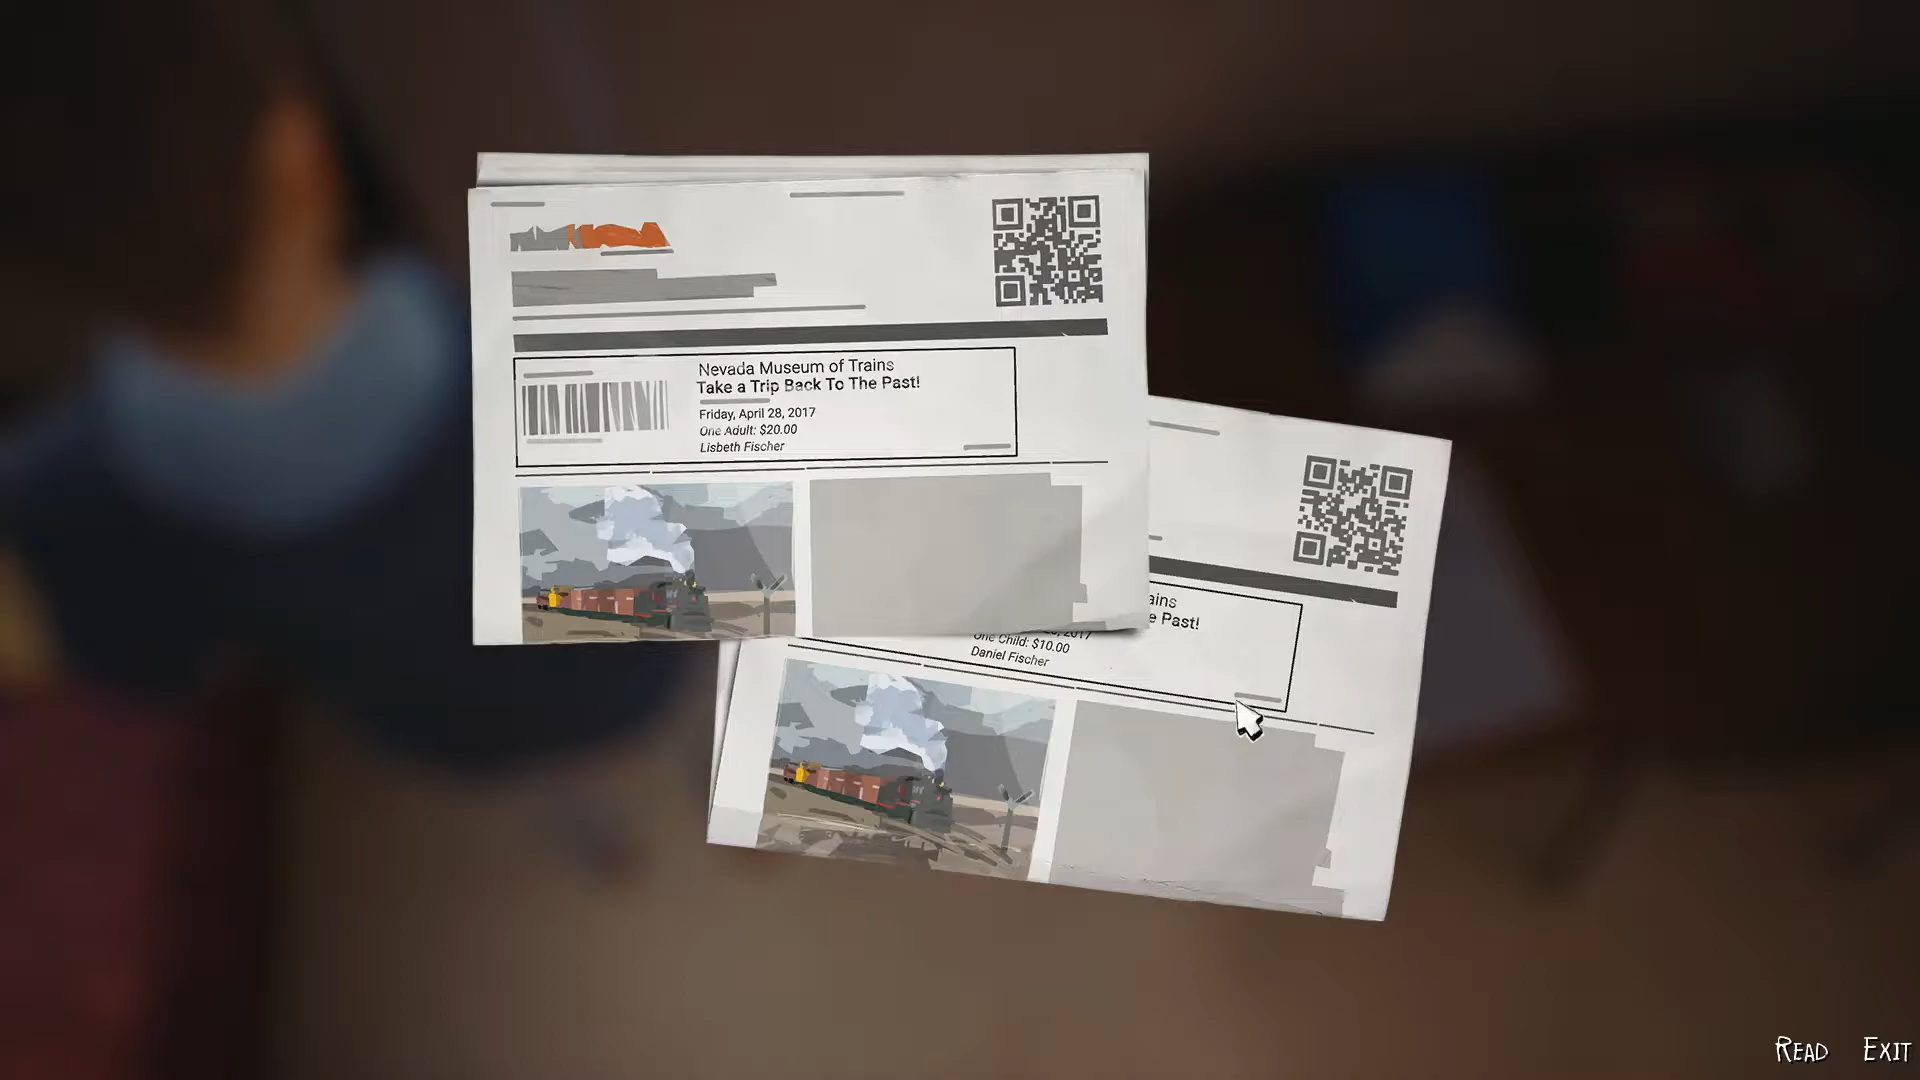 Nevada Museum of Trains
Take a Trip Back To The Past!
Friday, April 28, 2017
One Adult: $20.00
Lisbeth Fischer
ains
e Past!
2017
One Child: $10.00
Daniel Fischer
READ EXIT